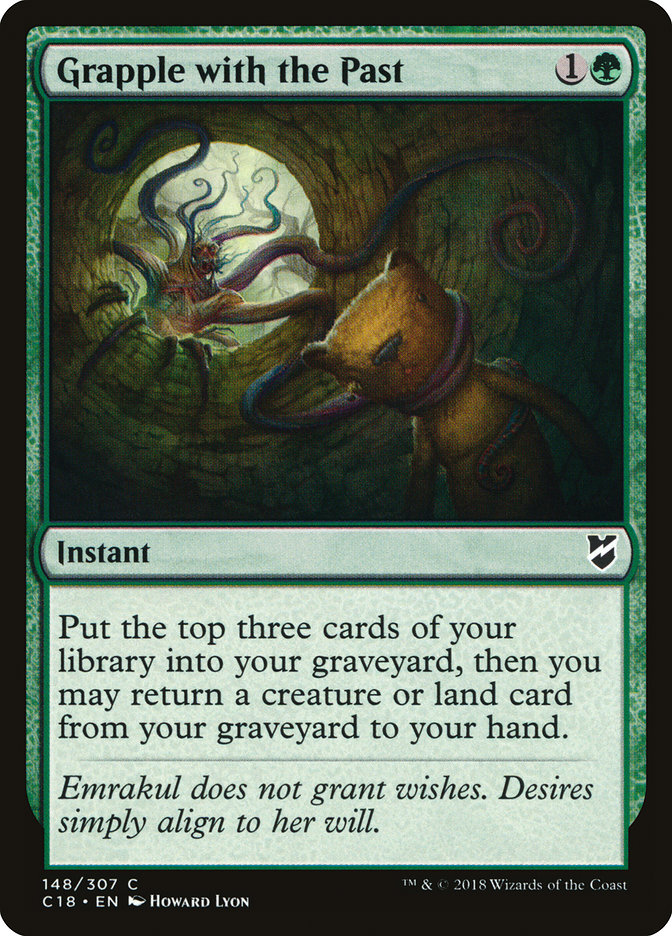 Grapple with the Past 1
Instant
Put the top three cards of your
library into your graveyard, then you
may return a creature or land card
from your graveyard to your hand.
Emrakul does not grant wishes. Desires
simply align to her will.
148/307 C
™ & © 2018 Wizards of the Coast
C18 • EN Howard Lyon